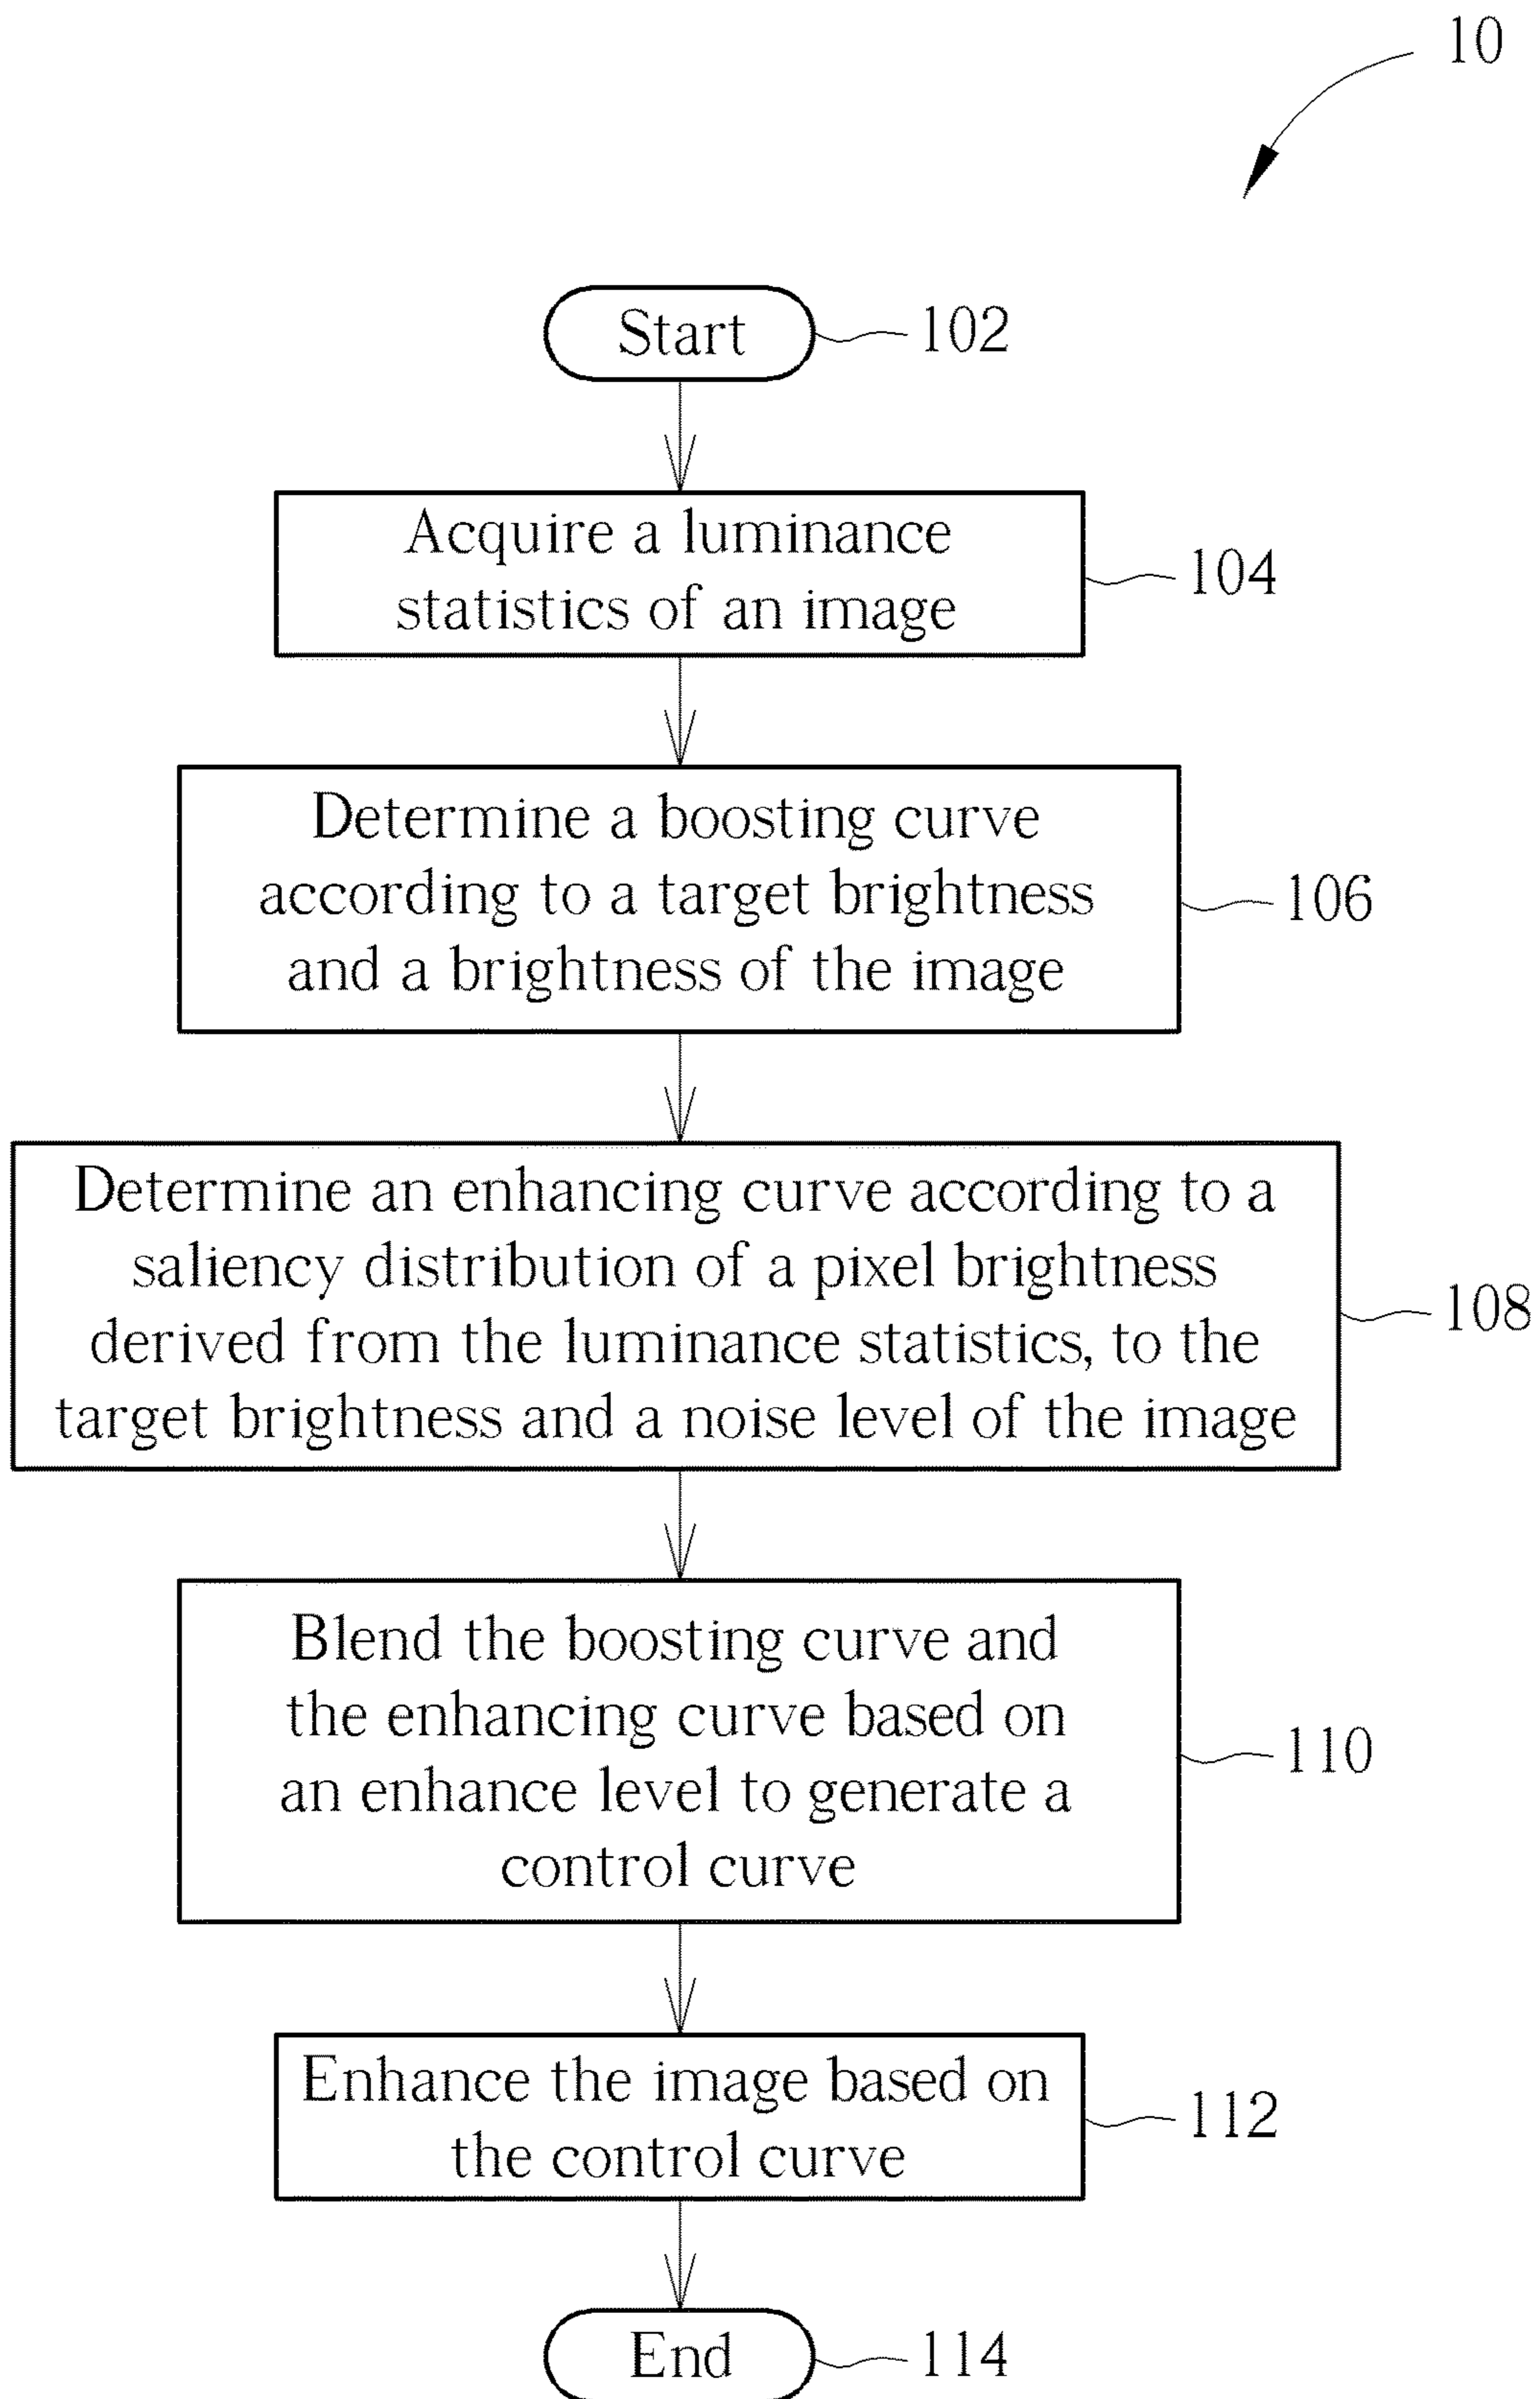 10
Start
102
Acquire a luminance
statistics of an image
104
Determine a boosting curve
according to a target brightness
and a brightness of the image
106
Determine an enhancing curve according to a
saliency distribution of a pixel brightness
derived from the luminance statistics, to the
target brightness and a noise level of the image
108
Blend the boosting curve and
the enhancing curve based on
an enhance level to generate a
control curve
110
Enhance the image based on
the control curve
112
End
114